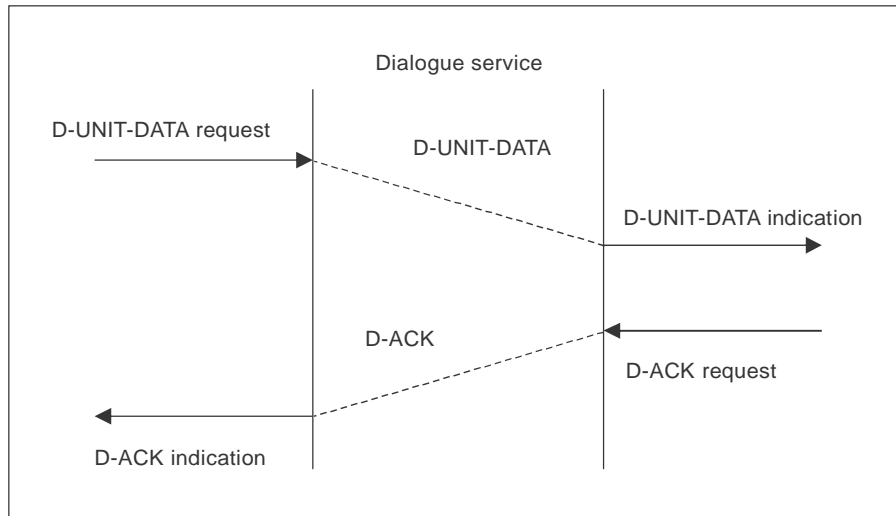 Dialogue service
D-UNIT-DATA request
D-UNIT-DATA
D-UNIT-DATA indication
D-ACK
D-ACK request
D-ACK indication